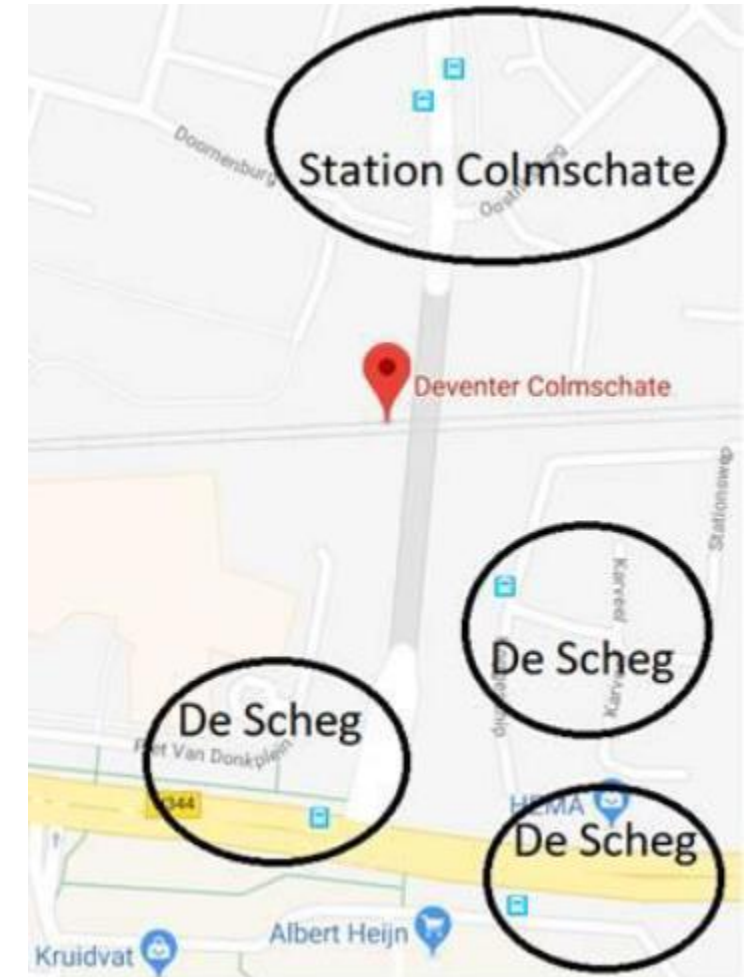 Doornenburg
Station Colmschate
Deventer Colmschate
Stationsweg
Karveel
De Scheg
De Scheg
Piet Van Donkplein
N344
HEMA
De Scheg
Albert Heijn
Kruidvat